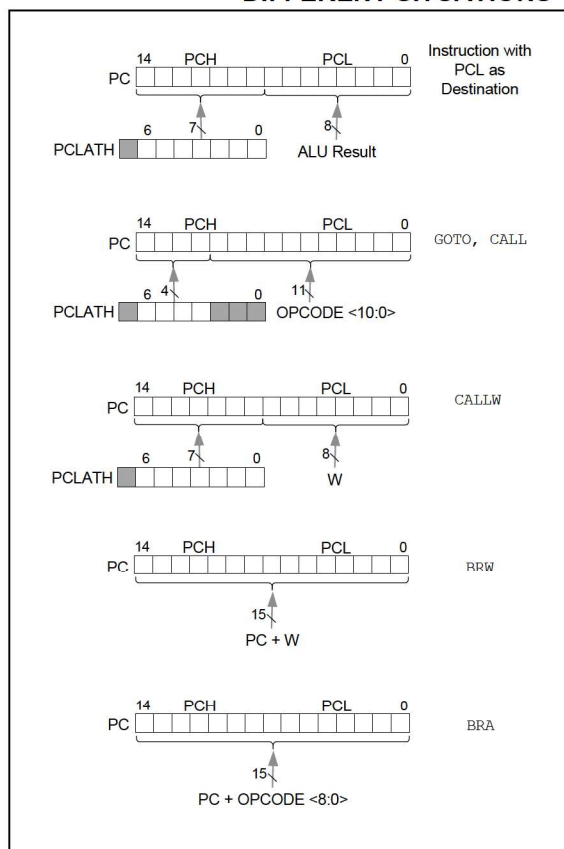 14 PCH PCL 0
PC
Instruction with
PCL as
Destination
6 7 0 8
PCLATH
ALU Result
14 PCH PCL 0
PC
GOTO, CALL
6 4 0 11
PCLATH
OPCODE <10:0>
14 PCH PCL 0
PC
CALLW
6 7 0 8
PCLATH
W
14 PCH PCL 0
PC
BRW
15
PC + W
14 PCH PCL 0
PC
BRA
15
PC + OPCODE <8:0>